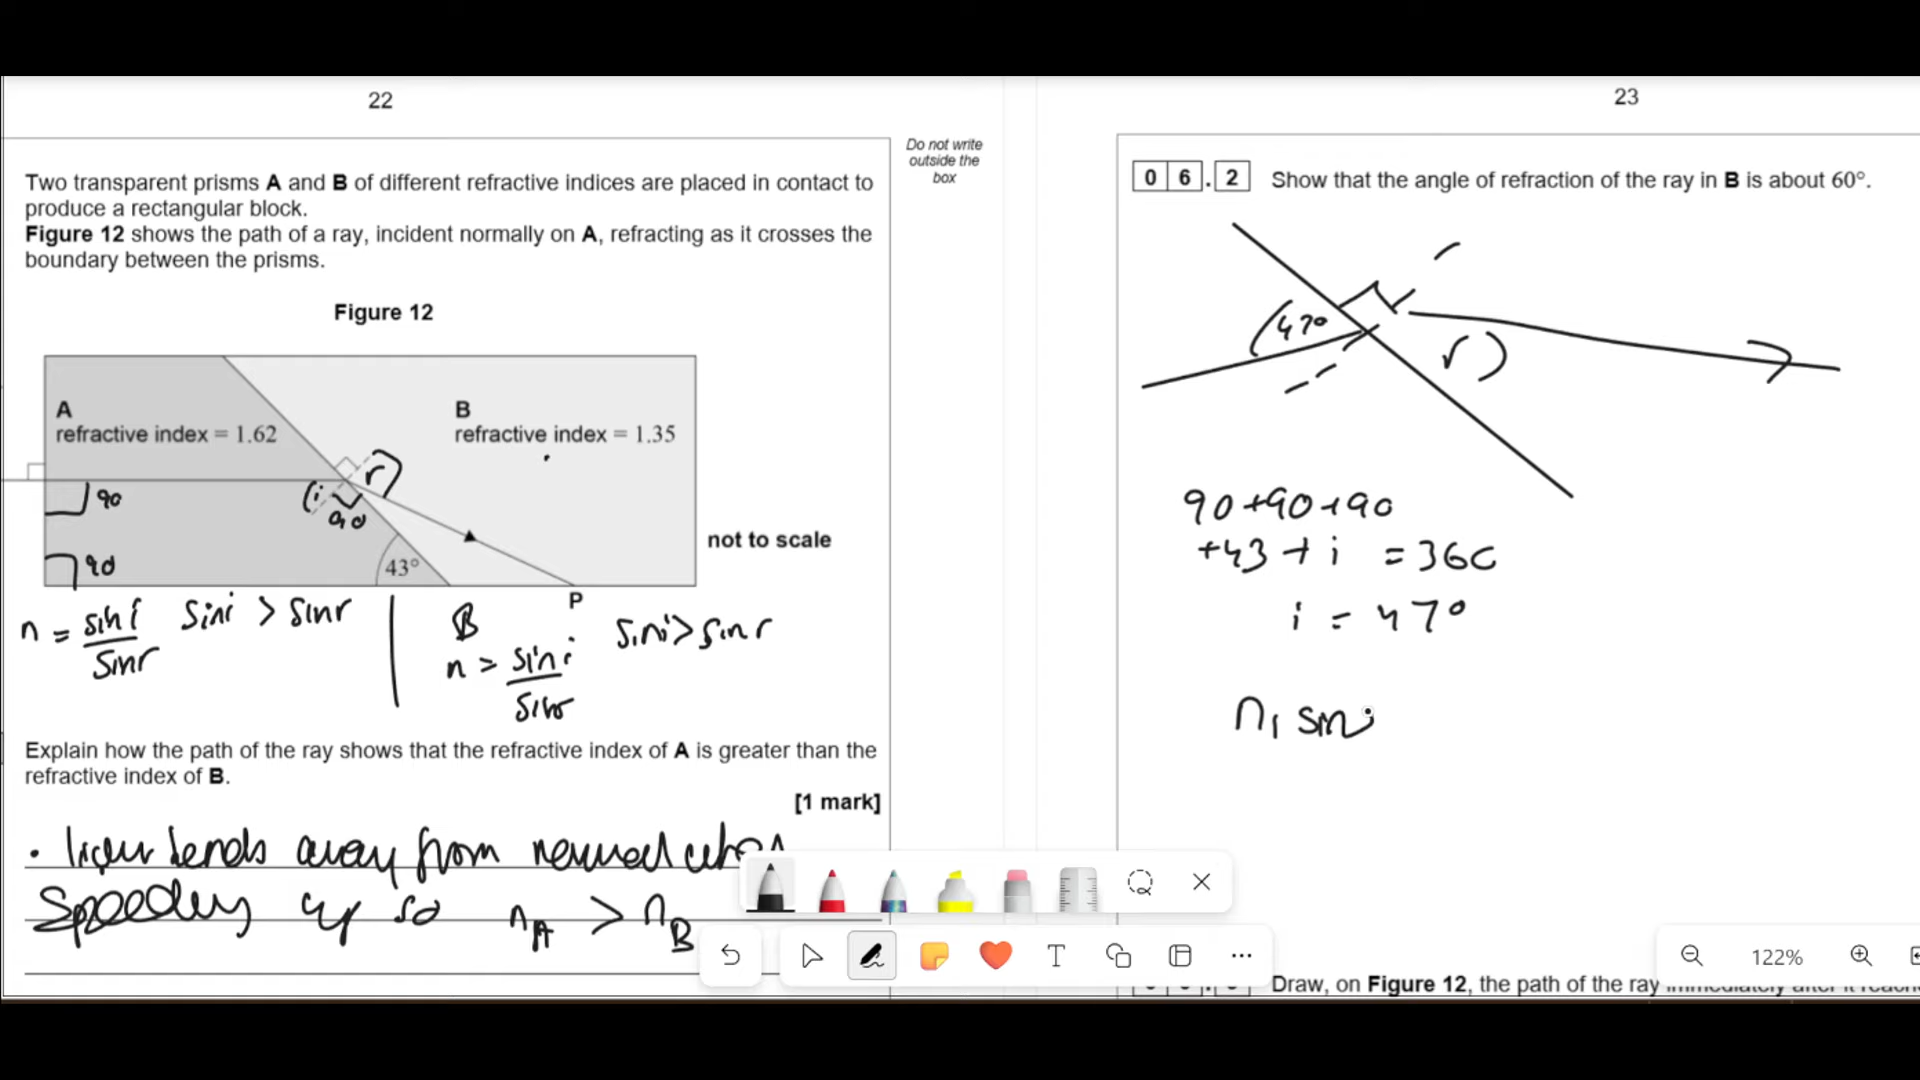 22
Do not write
outside the
box
Two transparent prisms A and B of different refractive indices are placed in contact to
produce a rectangular block.
Figure 12 shows the path of a ray, incident normally on A, refracting as it crosses the
boundary between the prisms.
Figure 12
A
refractive index = 1.62
B
refractive index = 1.35
90
i
r
90
90
43°
not to scale
P
n = sin i / sin r
sin i > sin r
B
n = sin i / sin r
sin i > sin r
Explain how the path of the ray shows that the refractive index of A is greater than the
refractive index of B.
[1 mark]
bends away from
Speeding up so nA > nB
23
06.2 Show that the angle of refraction of the ray in B is about 60°.
47°
r
90+90+90
+43+i = 360
i = 47°
n1 sin
122%
Draw, on Figure 12, the path of the ray